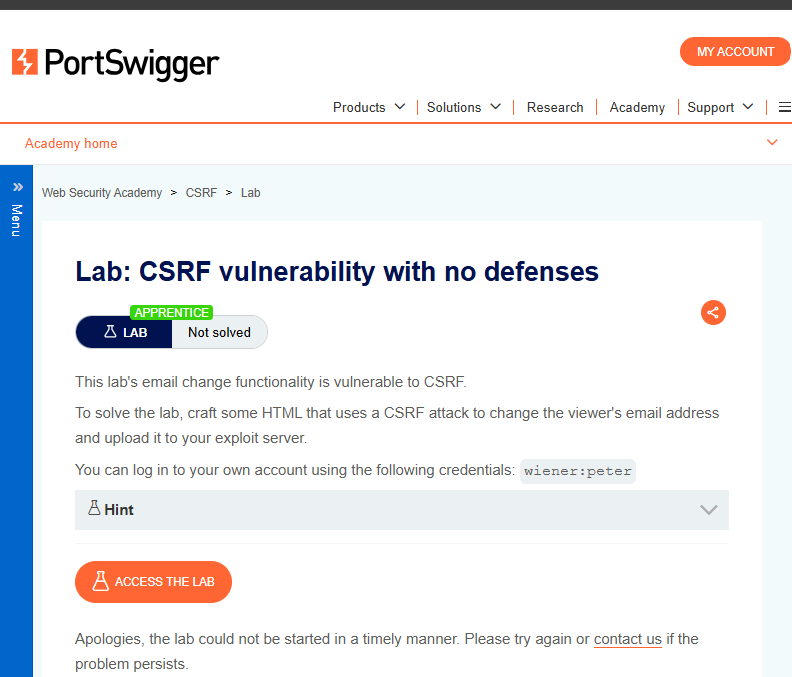 PortSwigger
MY ACCOUNT
Products Solutions Research Academy Support
Academy home
» Menu
Web Security Academy > CSRF > Lab
Lab: CSRF vulnerability with no defenses
APPRENTICE
LAB Not solved
This lab's email change functionality is vulnerable to CSRF.
To solve the lab, craft some HTML that uses a CSRF attack to change the viewer's email address
and upload it to your exploit server.
You can log in to your own account using the following credentials: wiener:peter
Hint
ACCESS THE LAB
Apologies, the lab could not be started in a timely manner. Please try again or contact us if the
problem persists.